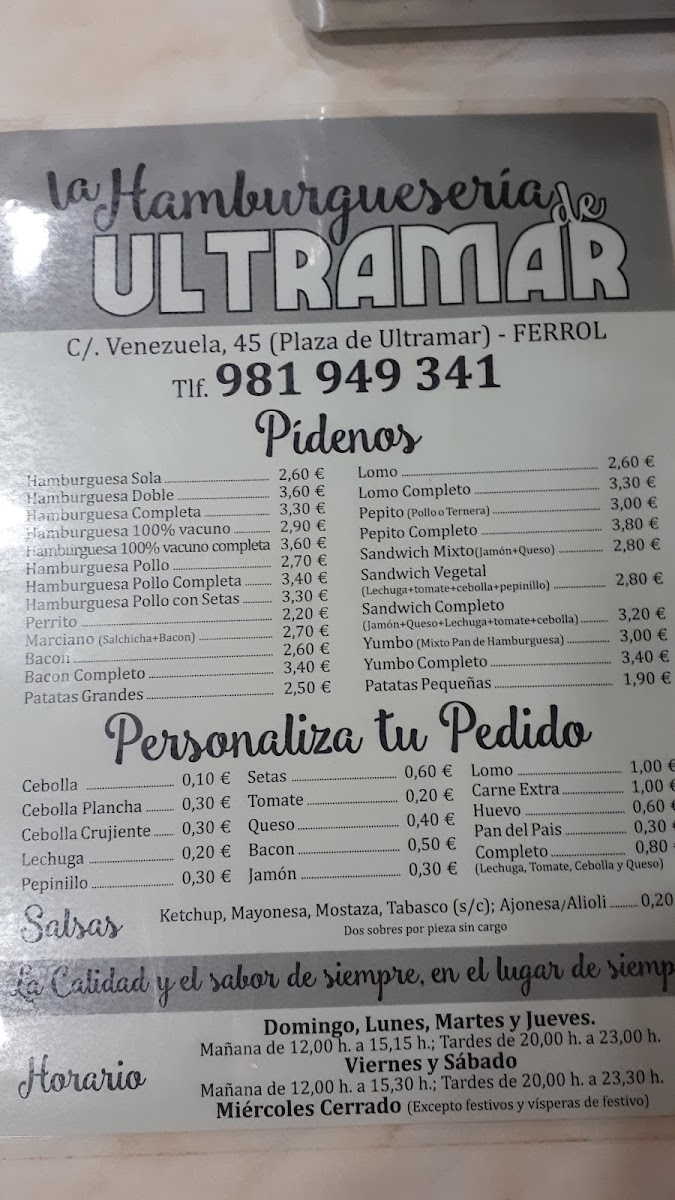 la Hamburguesería de
ULTRAMAR
C/. Venezuela, 45 (Plaza de Ultramar) - FERROL
Tlf. 981 949 341
Pídenos
Hamburguesa Sola 2,60 €
Hamburguesa Doble 3,60 €
Hamburguesa Completa 3,30 €
Hamburguesa 100% vacuno 2,90 €
Hamburguesa 100% vacuno completa 3,60 €
Hamburguesa Pollo 2,70 €
Hamburguesa Pollo Completa 3,40 €
Hamburguesa Pollo con Setas 3,30 €
Perrito 2,20 €
Marciano (Salchicha+Bacon) 2,70 €
Bacon 2,60 €
Bacon Completo 3,40 €
Patatas Grandes 2,50 €
Lomo 2,60 €
Lomo Completo 3,30 €
Pepito (Pollo o Ternera) 3,00 €
Pepito Completo 3,80 €
Sandwich Mixto(Jamón+Queso) 2,80 €
Sandwich Vegetal
(Lechuga+tomate+cebolla+pepinillo) 2,80 €
Sandwich Completo
(Jamón+Queso+Lechuga+tomate+cebolla) 3,20 €
Yumbo (Mixto Pan de Hamburguesa) 3,00 €
Yumbo Completo 3,40 €
Patatas Pequeñas 1,90 €
Personaliza tu Pedido
Cebolla 0,10 €
Cebolla Plancha 0,30 €
Cebolla Crujiente 0,30 €
Lechuga 0,20 €
Pepinillo 0,30 €
Setas 0,60 €
Tomate 0,20 €
Queso 0,40 €
Bacon 0,50 €
Jamón 0,30 €
Lomo 1,00 €
Carne Extra 1,00 €
Huevo 0,60 €
Pan del Pais 0,30
Completo 0,80
(Lechuga, Tomate, Cebolla y Queso)
Salsas
Ketchup, Mayonesa, Mostaza, Tabasco (s/c); Ajonesa/Alioli 0,20
Dos sobres por pieza sin cargo
La Calidad y el sabor de siempre, en el lugar de siemp
Horario
Domingo, Lunes, Martes y Jueves.
Mañana de 12,00 h. a 15,15 h.; Tardes de 20,00 h. a 23,00 h.
Viernes y Sábado
Mañana de 12,00 h. a 15,30 h.; Tardes de 20,00 h. a 23,30 h.
Miércoles Cerrado (Excepto festivos y vísperas de festivo)